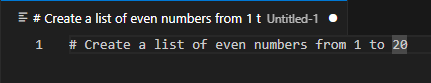 # Create a list of even numbers from 1 t Untitled-1
1 # Create a list of even numbers from 1 to 20